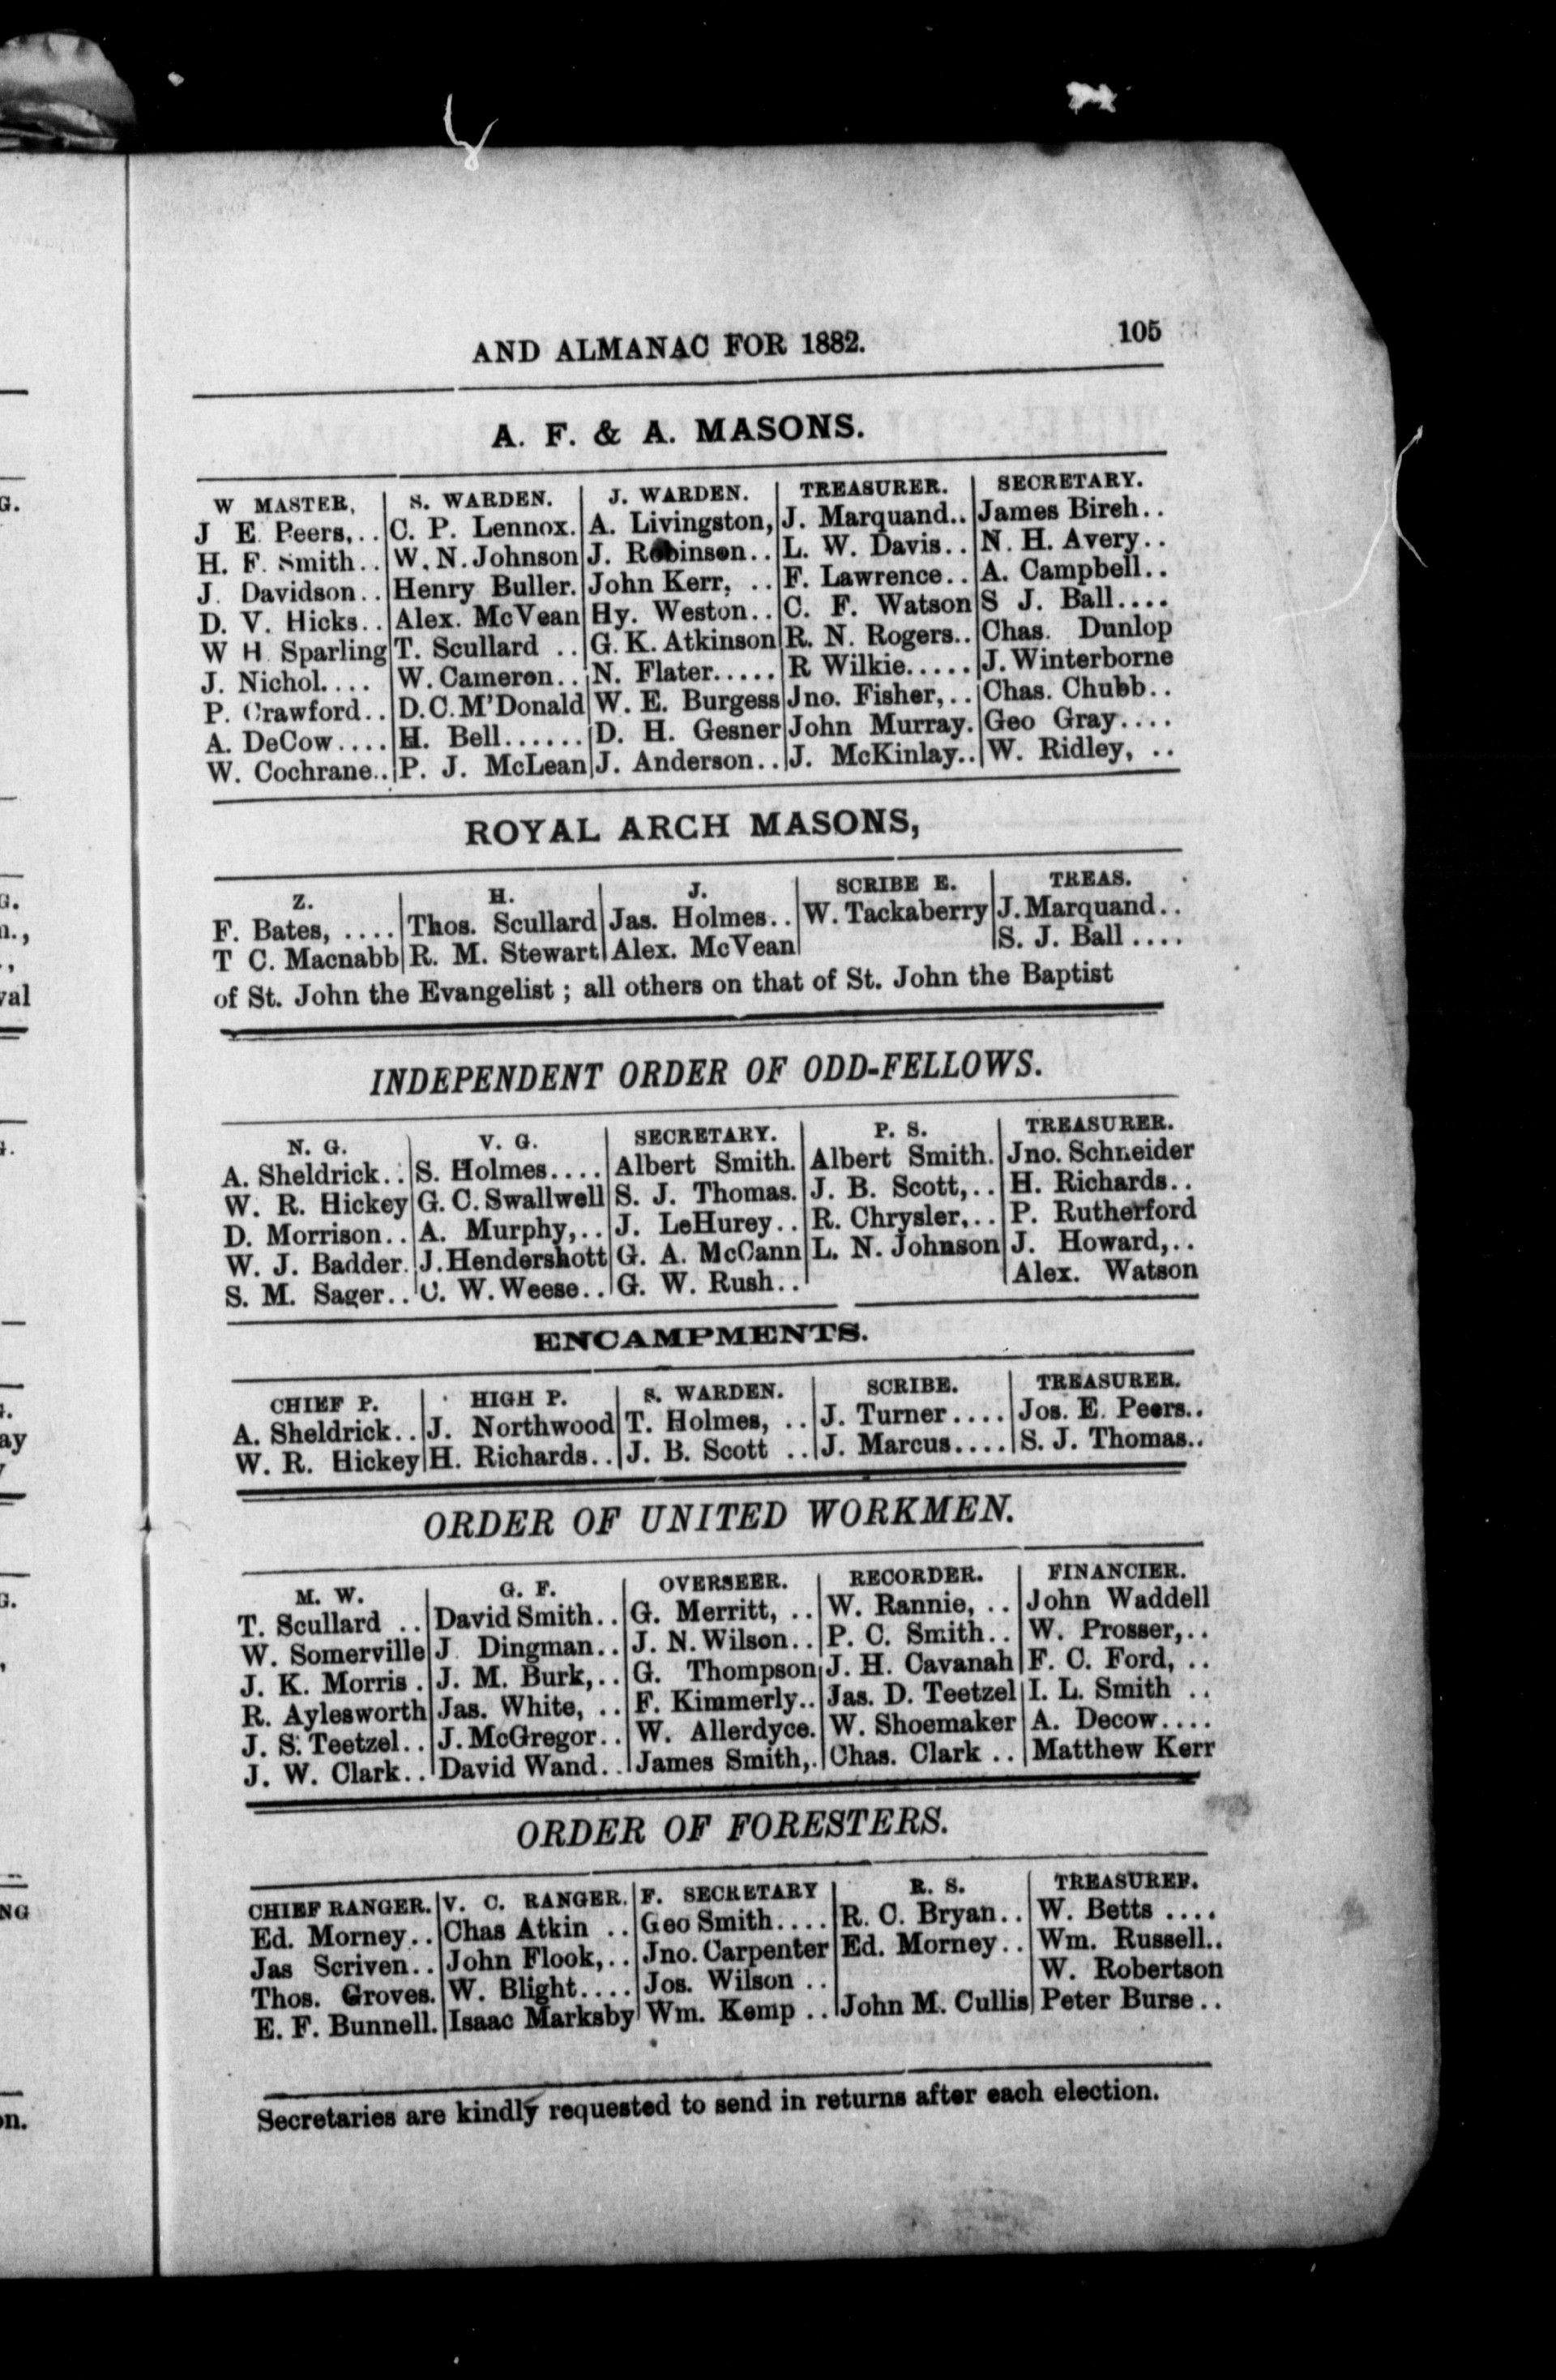 AND ALMANAC FOR 1882. 105
A. F. & A. MASONS.
W MASTER, S. WARDEN. J. WARDEN. TREASURER. SECRETARY.
J E Peers,.. C. P. Lennox. A. Livingston, J. Marquand.. James Birch..
H. F. Smith.. W. N. Johnson J. Robinson.. L. W. Davis.. N. H. Avery..
J. Davidson.. Henry Buller. John Kerr, .. F. Lawrence.. A. Campbell..
D. V. Hicks.. Alex. McVean Hy. Weston.. C. F. Watson S J. Ball....
W H Sparling T. Scullard .. G. K. Atkinson R. N. Rogers.. Chas. Dunlop
J. Nichol.... W. Cameron.. N. Flater..... R Wilkie..... J. Winterborne
P. Crawford.. D. C. M'Donald W. E. Burgess Jno. Fisher,.. Chas. Chubb..
A. DeCow.... H. Bell...... D. H. Gesner John Murray. Geo Gray....
W. Cochrane.. P. J. McLean J. Anderson.. J. McKinlay.. W. Ridley, ..
ROYAL ARCH MASONS,
Z. H. J. SCRIBE E. TREAS.
F. Bates, .... Thos. Scullard Jas. Holmes.. W. Tackaberry J. Marquand..
T C. Macnabb R. M. Stewart Alex. McVean S. J. Ball ....
of St. John the Evangelist ; all others on that of St. John the Baptist
INDEPENDENT ORDER OF ODD-FELLOWS.
N. G. V. G. SECRETARY. P. S. TREASURER.
A. Sheldrick.. S. Holmes.... Albert Smith. Albert Smith. Jno. Schneider
W. R. Hickey G. C. Swallwell S. J. Thomas. J. B. Scott,.. H. Richards..
D. Morrison.. A. Murphy,.. J. LeHurey.. R. Chrysler,.. P. Rutherford
W. J. Badder. J. Hendershott G. A. McCann L. N. Johnson J. Howard,..
S. M. Sager.. C. W. Weese.. G. W. Rush.. Alex. Watson
ENCAMPMENTS.
CHIEF P. HIGH P. S. WARDEN. SCRIBE. TREASURER.
A. Sheldrick.. J. Northwood T. Holmes, .. J. Turner.... Jos. E. Peers..
W. R. Hickey H. Richards.. J. B. Scott .. J. Marcus.... S. J. Thomas..
ORDER OF UNITED WORKMEN.
M. W. G. F. OVERSEER. RECORDER. FINANCIER.
T. Scullard .. David Smith.. G. Merritt, .. W. Rannie, .. John Waddell
W. Somerville J Dingman.. J. N. Wilson.. P. C. Smith.. W. Prosser,..
J. K. Morris . J. M. Burk,.. G. Thompson J. H. Cavanah F. C. Ford, ..
R. Aylesworth Jas. White, .. F. Kimmerly.. Jas. D. Teetzel I. L. Smith ..
J. S. Teetzel.. J. McGregor.. W. Allerdyce. W. Shoemaker A. Decow....
J. W. Clark.. David Wand.. James Smith,. Chas. Clark .. Matthew Kerr
ORDER OF FORESTERS.
CHIEF RANGER. V. C. RANGER. F. SECRETARY R. S. TREASURER.
Ed. Morney.. Chas Atkin .. Geo Smith.... R. C. Bryan.. W. Betts ....
Jas Scriven.. John Flook,.. Jno. Carpenter Ed. Morney.. Wm. Russell..
Thos. Groves. W. Blight.... Jos. Wilson .. W. Robertson
E. F. Bunnell. Isaac Marksby Wm. Kemp .. John M. Cullis Peter Burse..
Secretaries are kindly requested to send in returns after each election.